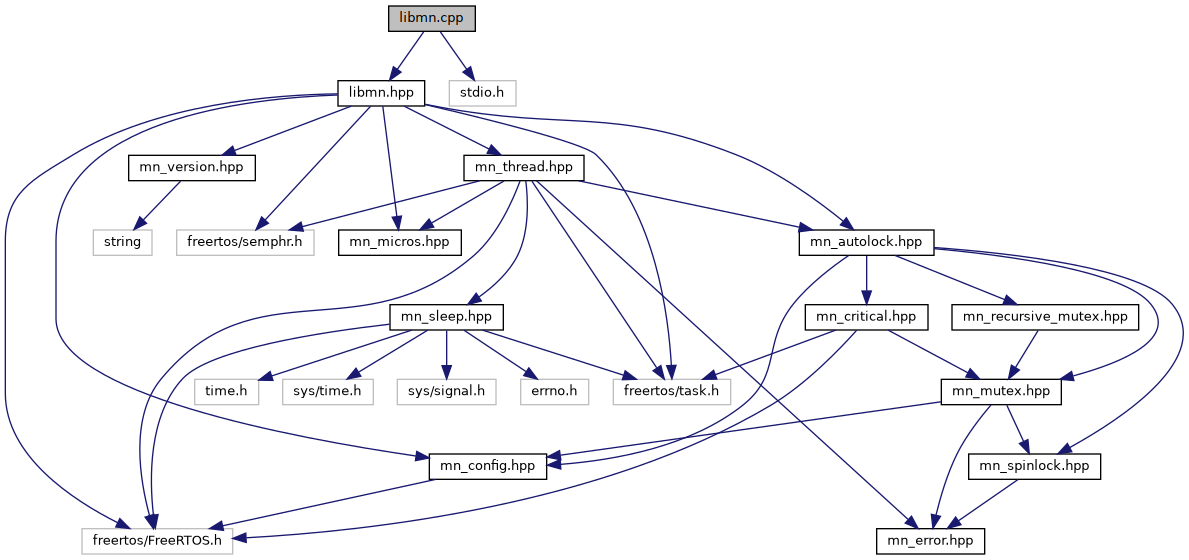 libmn.cpp
libmn.hpp
stdio.h
mn_version.hpp
mn_thread.hpp
string
freertos/semphr.h
mn_micros.hpp
mn_autolock.hpp
mn_sleep.hpp
mn_critical.hpp
mn_recursive_mutex.hpp
time.h
sys/time.h
sys/signal.h
errno.h
freertos/task.h
mn_mutex.hpp
mn_config.hpp
mn_spinlock.hpp
freertos/FreeRTOS.h
mn_error.hpp